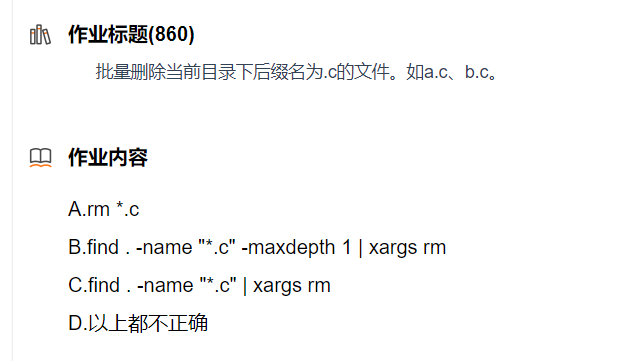 作业标题(860)
批量删除当前目录下后缀名为.c的文件。如a.c、b.c。
作业内容
A.rm *.c
B.find . -name "*.c" -maxdepth 1 | xargs rm
C.find . -name "*.c" | xargs rm
D.以上都不正确